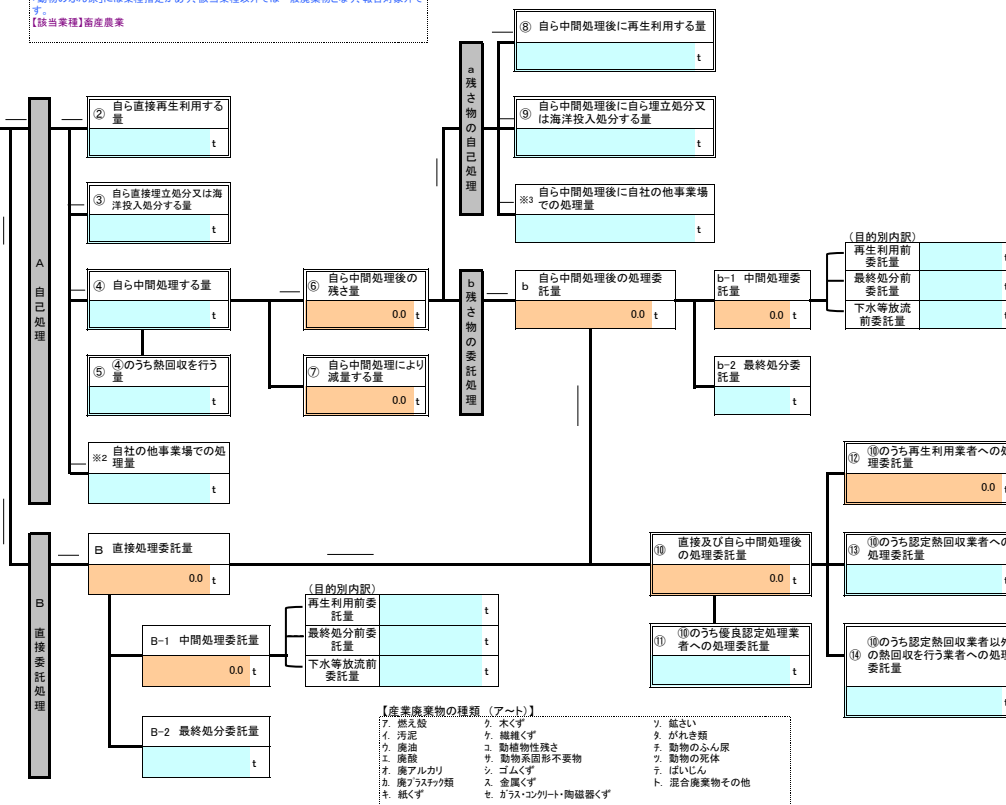 す。
【該当業種】畜産農業
⑧ 自ら中間処理後に再生利用する量
t
a 残さ物の自己処理
② 自ら直接再生利用する
量
t
⑨ 自ら中間処理後に自ら埋立処分又
は海洋投入処分する量
t
③ 自ら直接埋立処分又は海
洋投入処分する量
t
※3 自ら中間処理後に自社の他事業場
での処理量
t
A 自己処理
④ 自ら中間処理する量
t
⑥ 自ら中間処理後の
残さ量
0.0 t
b 残さ物の委託処理
b 自ら中間処理後の処理委
託量
0.0 t
b-1 中間処理委
託量
0.0 t
(目的別内訳)
再生利用前
委託量
t
最終処分前
委託量
t
下水等放流
前委託量
t
⑤ ④のうち熱回収を行う
量
t
⑦ 自ら中間処理により
減量する量
0.0 t
b-2 最終処分委
託量
t
※2 自社の他事業場での処
理量
t
⑫ ⑩のうち再生利用業者への処
理委託量
0.0 t
B 直接委託処理
B 直接処理委託量
0.0 t
⑩ 直接及び自ら中間処理後
の処理委託量
0.0 t
⑬ ⑩のうち認定熱回収業者への
処理委託量
t
(目的別内訳)
再生利用前委
託量
t
最終処分前委
託量
t
下水等放流前
委託量
t
B-1 中間処理委託量
0.0 t
⑪ ⑩のうち優良認定処理業
者への処理委託量
t
⑭ ⑩のうち認定熱回収業者以外
の熱回収を行う業者への処理
委託量
B-2 最終処分委託量
t
【産業廃棄物の種類 (ア~ト)】
ア. 燃え殻 ク. 木くず ソ. 鉱さい
イ. 汚泥 ケ. 繊維くず タ. がれき類
ウ. 廃油 コ. 動植物性残さ チ. 動物のふん尿
エ. 廃酸 サ. 動物系固形不要物 ツ. 動物の死体
オ. 廃アルカリ シ. ゴムくず テ. ばいじん
カ. 廃プラスチック類 ス. 金属くず ト. 混合廃棄物その他
キ. 紙くず セ. ガラス・コンクリート・陶磁器くず